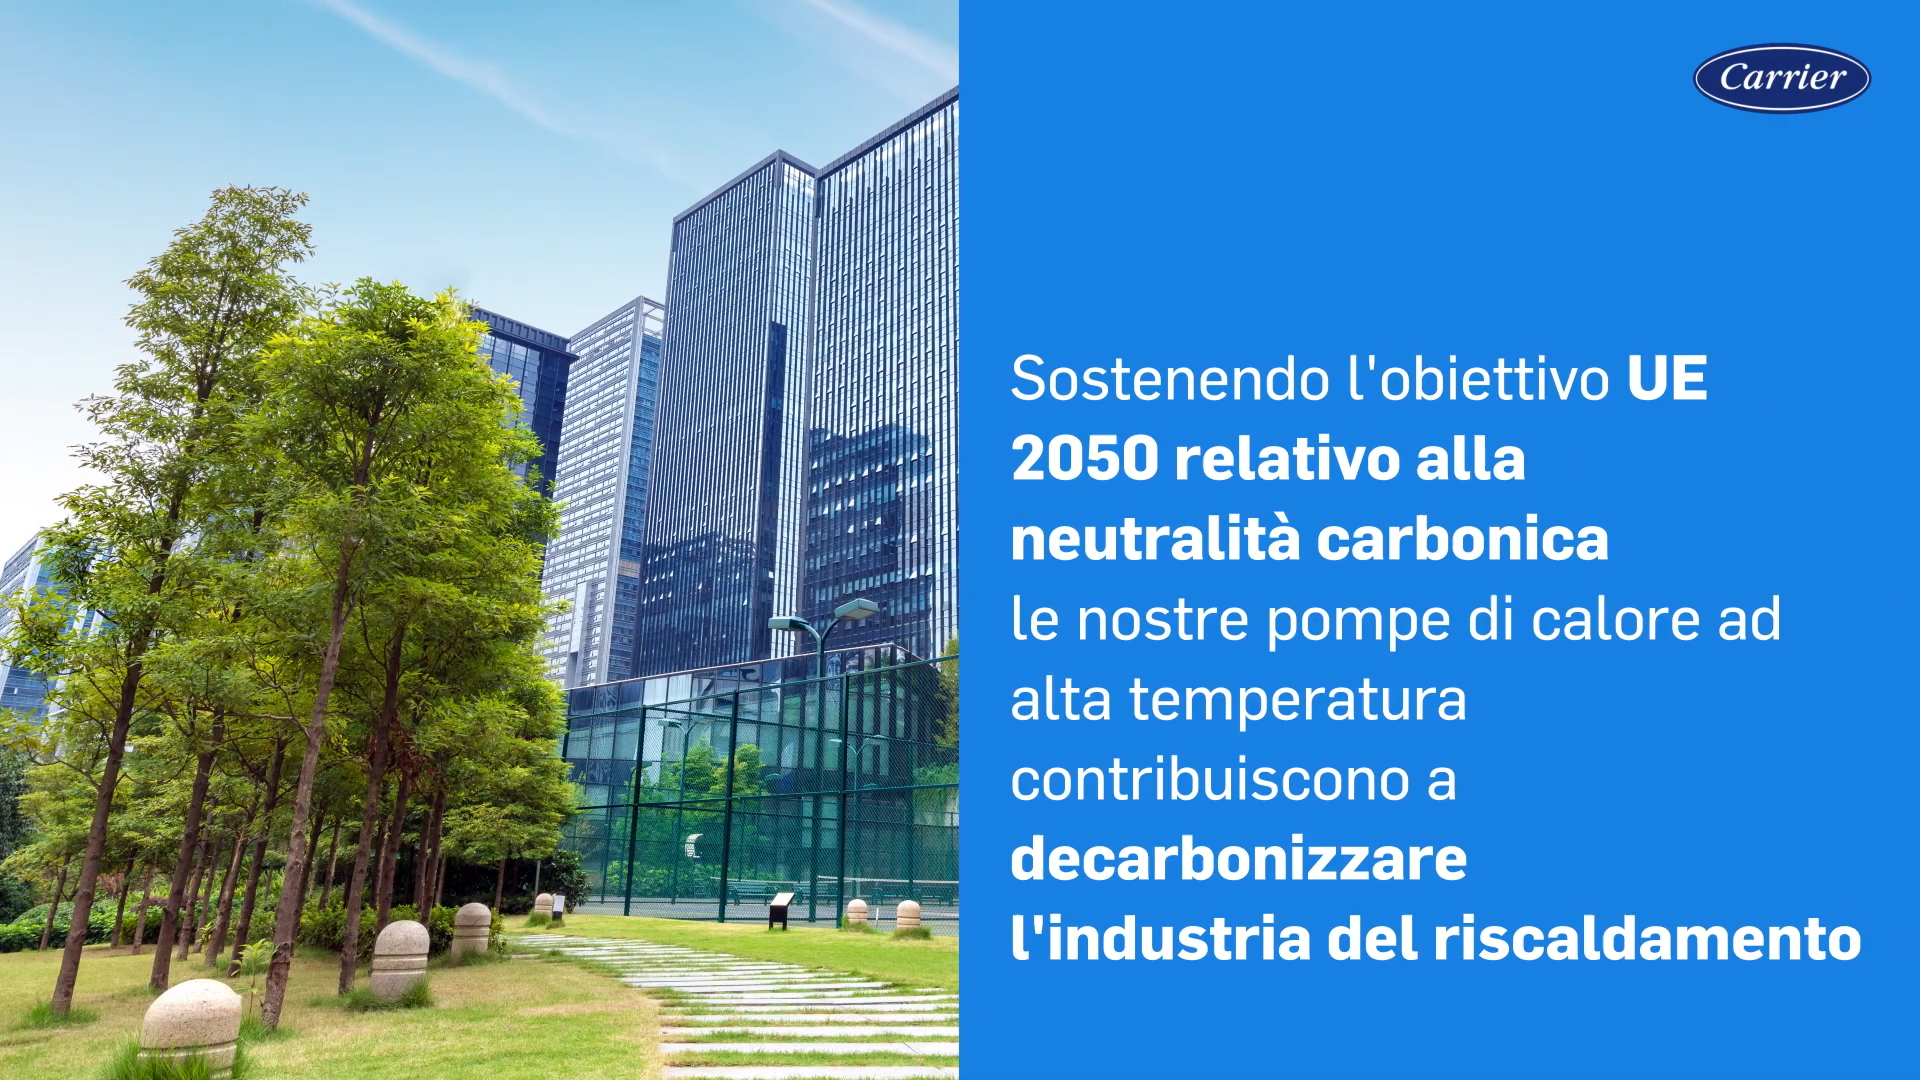 Carrier
Sostenendo l'obiettivo UE
2050 relativo alla
neutralità carbonica
le nostre pompe di calore ad
alta temperatura
contribuiscono a
decarbonizzare
l'industria del riscaldamento